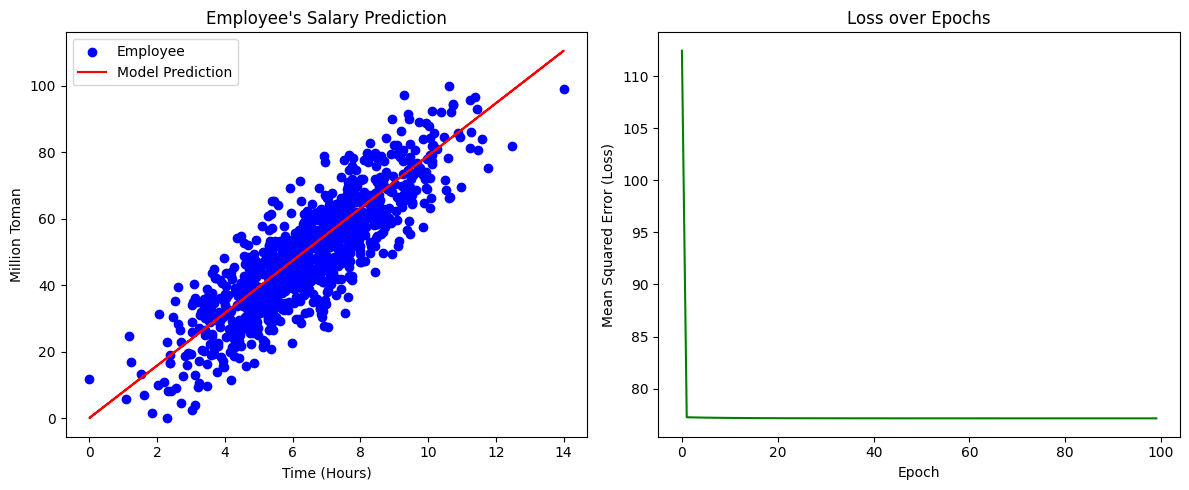 Employee's Salary Prediction
Employee
Model Prediction
100
80
60
40
20
0
Million Toman
0 2 4 6 8 10 12 14
Time (Hours)
Loss over Epochs
110
105
100
95
90
85
80
Mean Squared Error (Loss)
0 20 40 60 80 100
Epoch